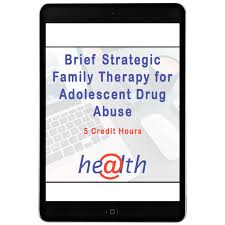 Brief Strategic
Family Therapy for
Adolescent Drug
Abuse
5 Credit Hours
he@lth